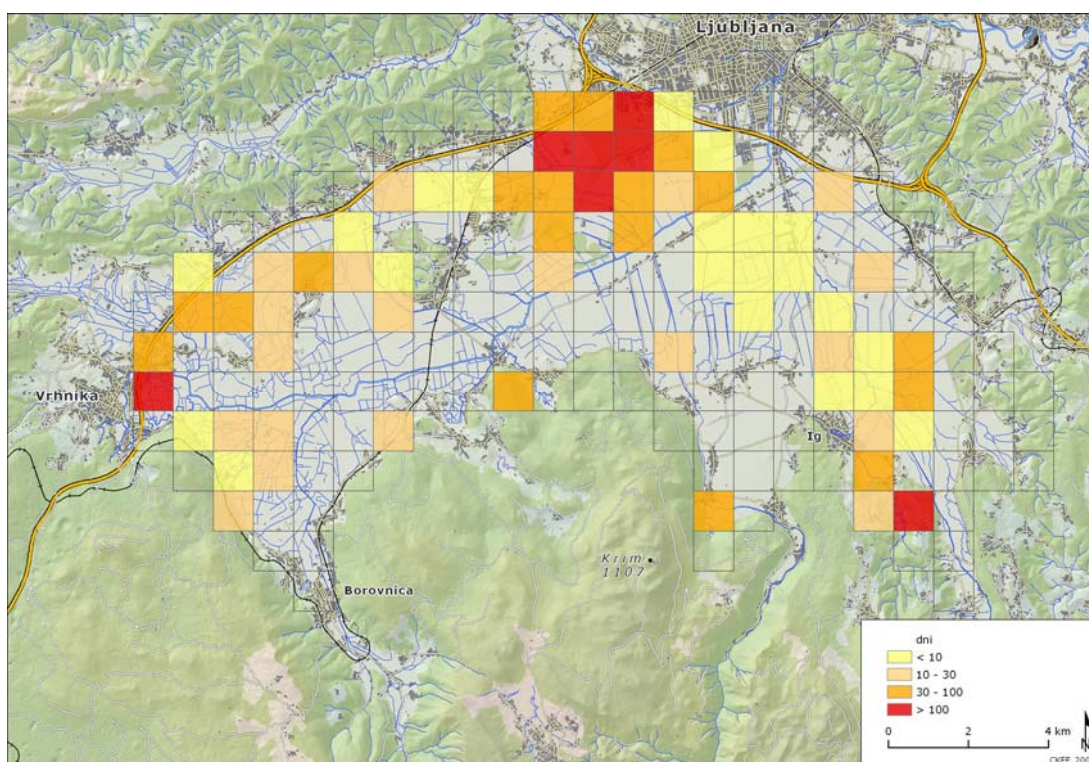 Ljubljana
Vrhnika
Ig
Krim
1107
Borovnica
dni
< 10
10 - 30
30 - 100
> 100
0 2 4 km
N